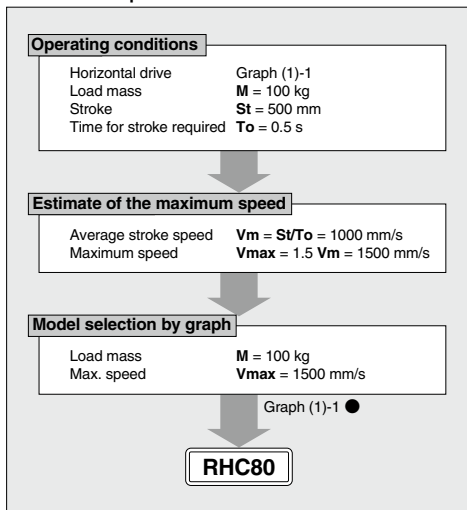 Operating conditions
Horizontal drive Graph (1)-1
Load mass M = 100 kg
Stroke St = 500 mm
Time for stroke required To = 0.5 s
Estimate of the maximum speed
Average stroke speed Vm = St/To = 1000 mm/s
Maximum speed Vmax = 1.5 Vm = 1500 mm/s
Model selection by graph
Load mass M = 100 kg
Max. speed Vmax = 1500 mm/s
Graph (1)-1 ●
RHC80